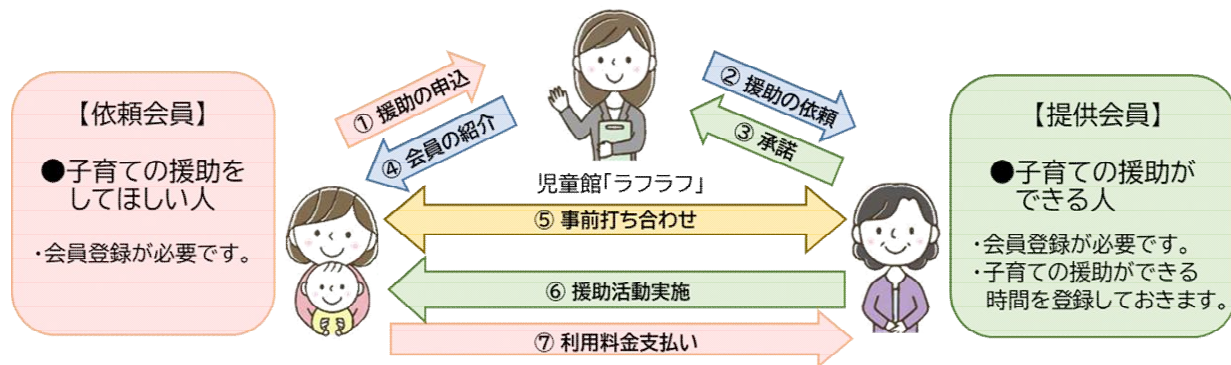 【依頼会員】
●子育ての援助を
してほしい人
・会員登録が必要です。
① 援助の申込
④ 会員の紹介
② 援助の依頼
③ 承諾
児童館「ラフラフ」
⑤ 事前打ち合わせ
⑥ 援助活動実施
⑦ 利用料金支払い
【提供会員】
●子育ての援助が
できる人
・会員登録が必要です。
・子育ての援助ができる
時間を登録しておきます。